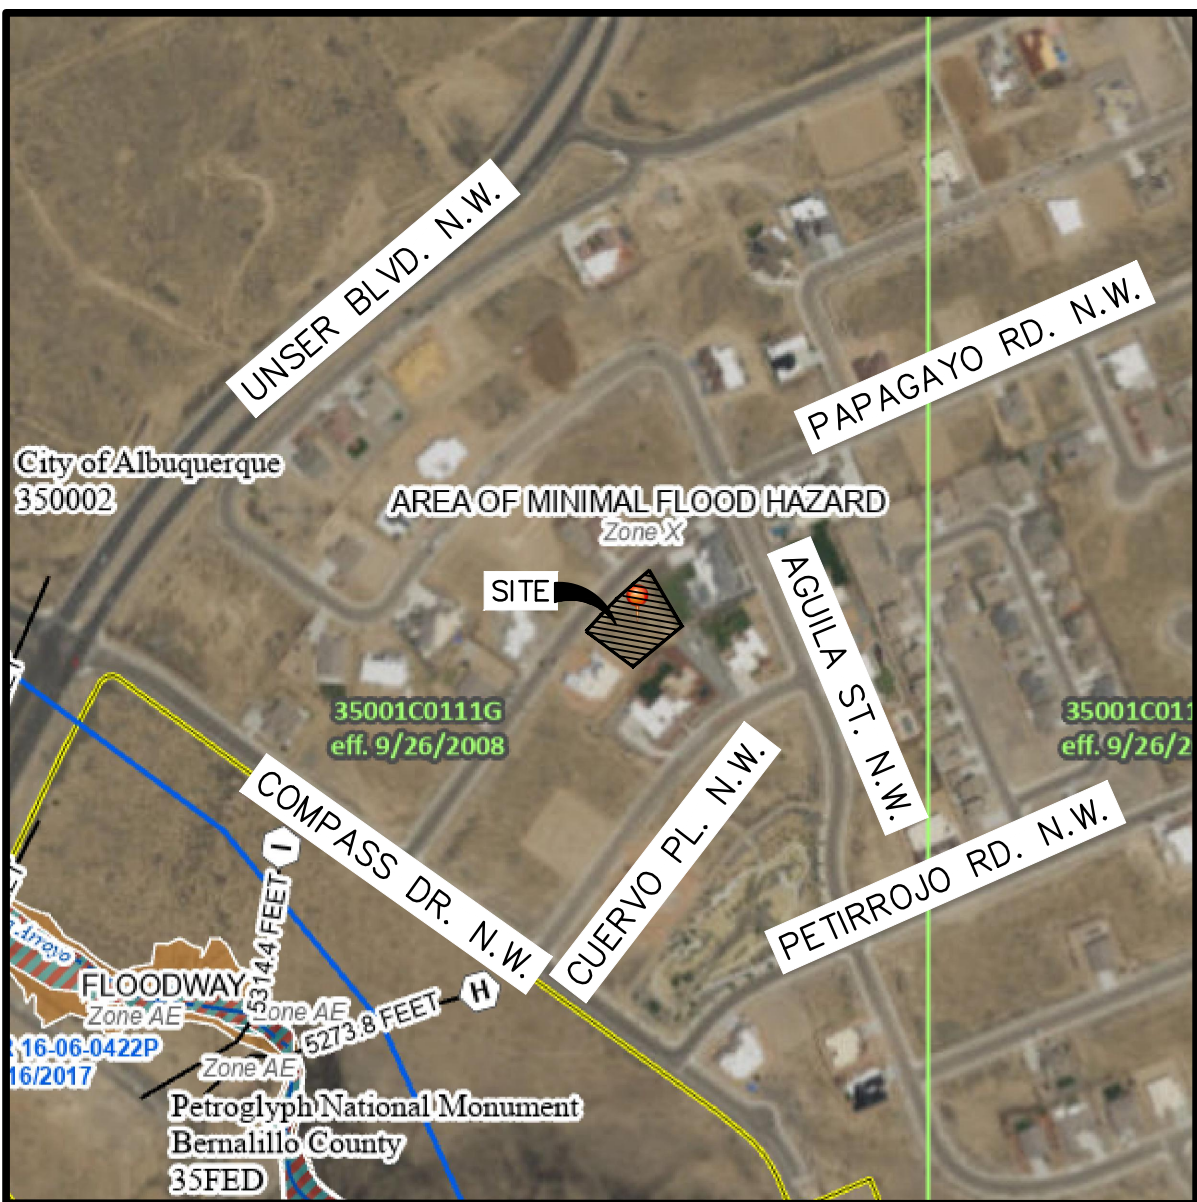 UNSER BLVD. N.W.
PAPAGAYO RD. N.W.
City of Albuquerque
350002
AREA OF MINIMAL FLOOD HAZARD
Zone X
SITE
AGUILA ST. N.W.
35001C0111G
eff. 9/26/2008
35001C011
eff. 9/26/2
COMPASS DR. N.W.
CUERVO PL. N.W.
PETIRROJO RD. N.W.
I
5314.4 FEET
Arroyo
FLOODWAY
Zone AE
Zone AE
H
5273.8 FEET
16-06-0422P
16/2017
Zone AE
Petroglyph National Monument
Bernalillo County
35FED